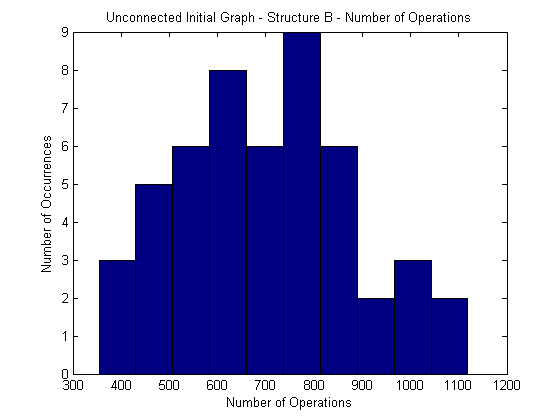 Unconnected Initial Graph - Structure B - Number of Operations
9
8
7
6
5
4
3
2
1
0
Number of Occurrences
300 400 500 600 700 800 900 1000 1100 1200
Number of Operations